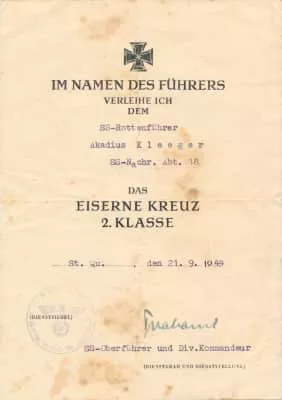 IM NAMEN DES FÜHRERS
VERLEIHE ICH
DEM
SS-Rottenführer
Akadius Kleeger
SS-Nachr. Abt. 18
DAS
EISERNE KREUZ
2. KLASSE
St. Qu. , den 21. 9. 19
(DIENSTSIEGEL)
SS-Oberführer und Div.Kommandeur
(DIENSTGRAD UND DIENSTSTELLUNG)